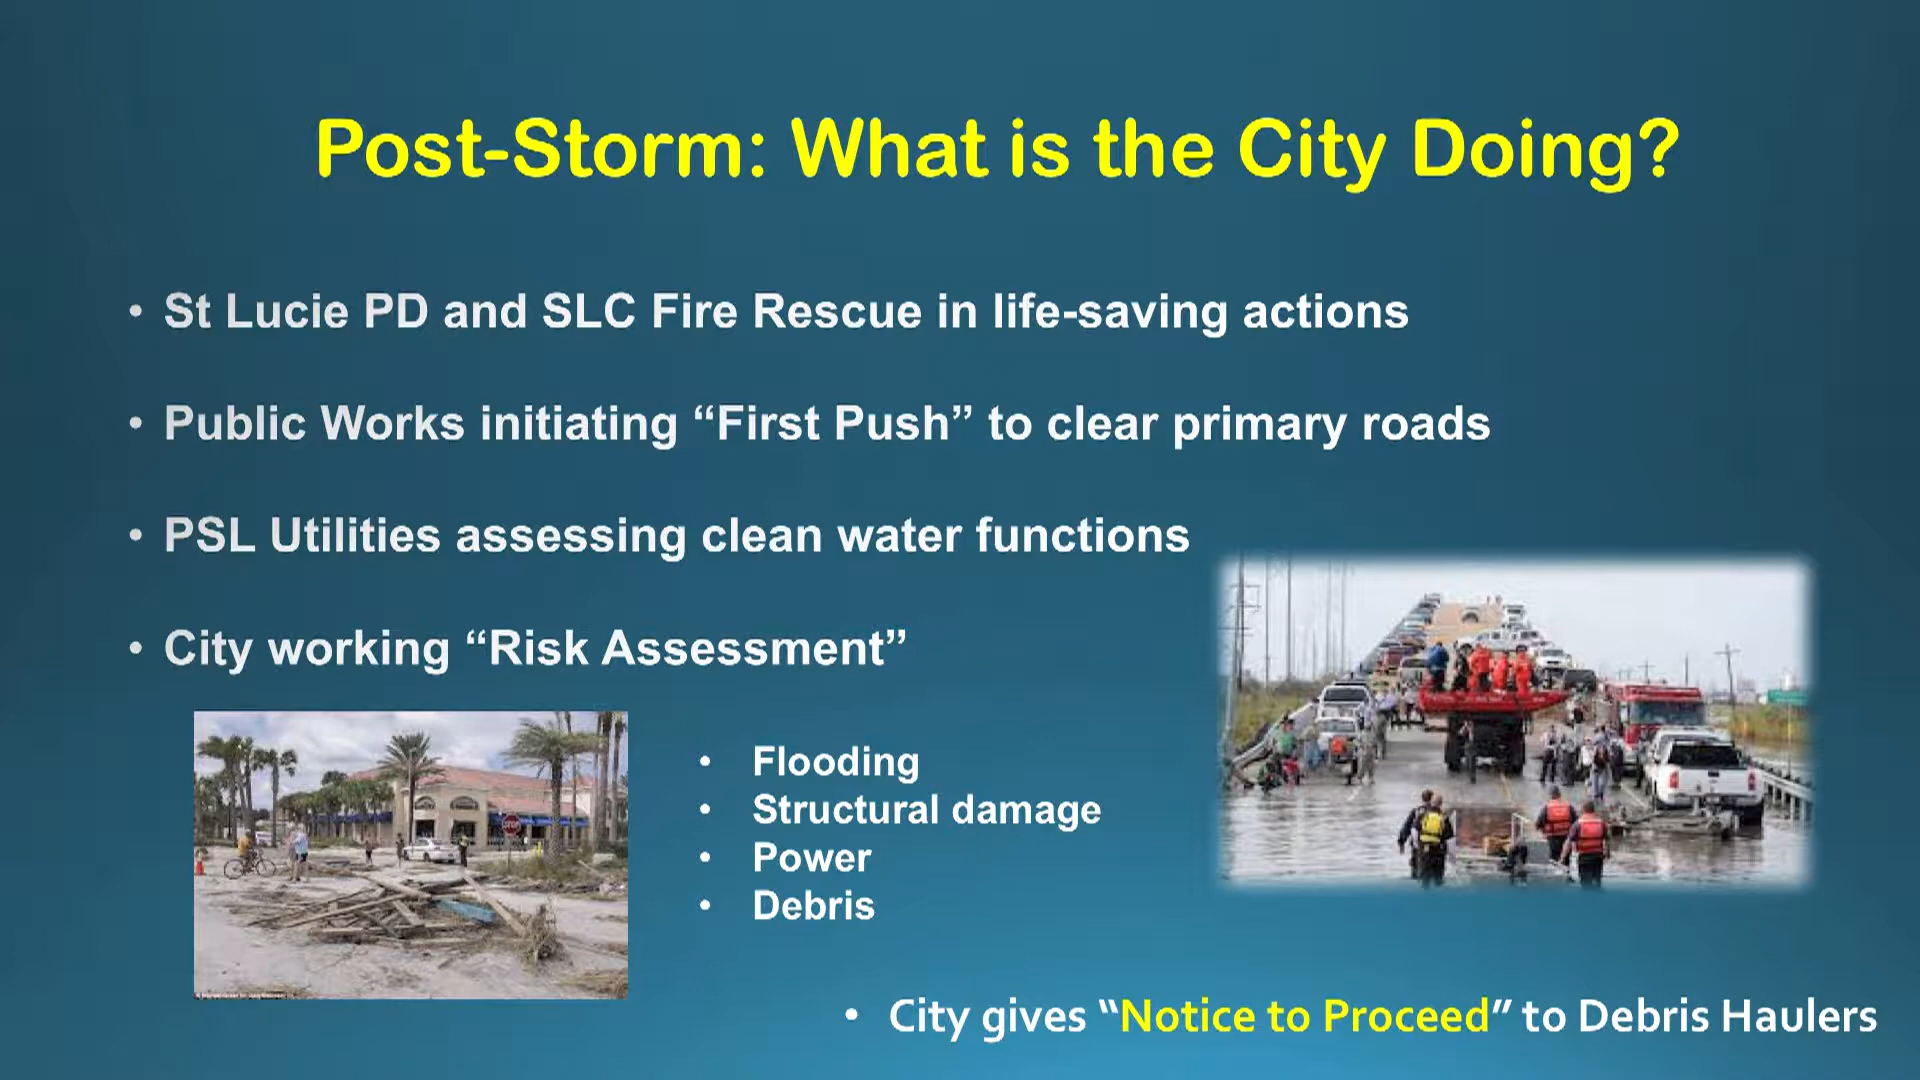 Post-Storm: What is the City Doing?
• St Lucie PD and SLC Fire Rescue in life-saving actions
• Public Works initiating “First Push” to clear primary roads
• PSL Utilities assessing clean water functions
• City working “Risk Assessment”
• Flooding
• Structural damage
• Power
• Debris
STOP
• City gives “Notice to Proceed” to Debris Haulers